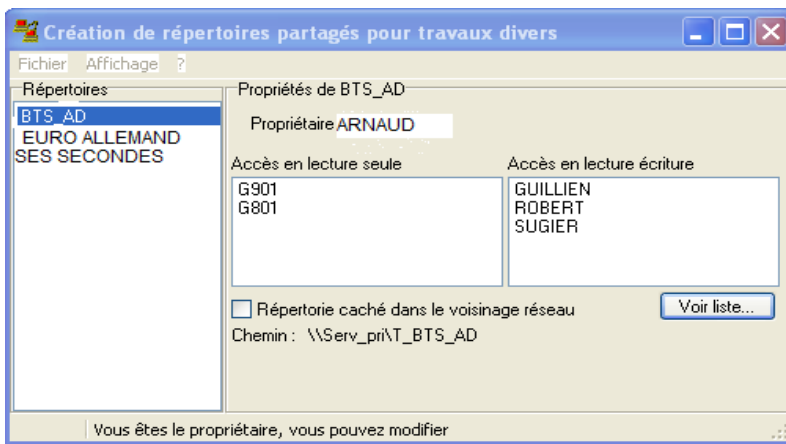 Création de répertoires partagés pour travaux divers
Fichier Affichage ?
Répertoires
BTS_AD
EURO ALLEMAND
SES SECONDES
Propriétés de BTS_AD
Propriétaire ARNAUD
Accès en lecture seule
G901
G801
Accès en lecture écriture
GUILLIEN
ROBERT
SUGIER
Répertorie caché dans le voisinage réseau
Voir liste...
Chemin : \\Serv_pri\T_BTS_AD
Vous êtes le propriétaire, vous pouvez modifier